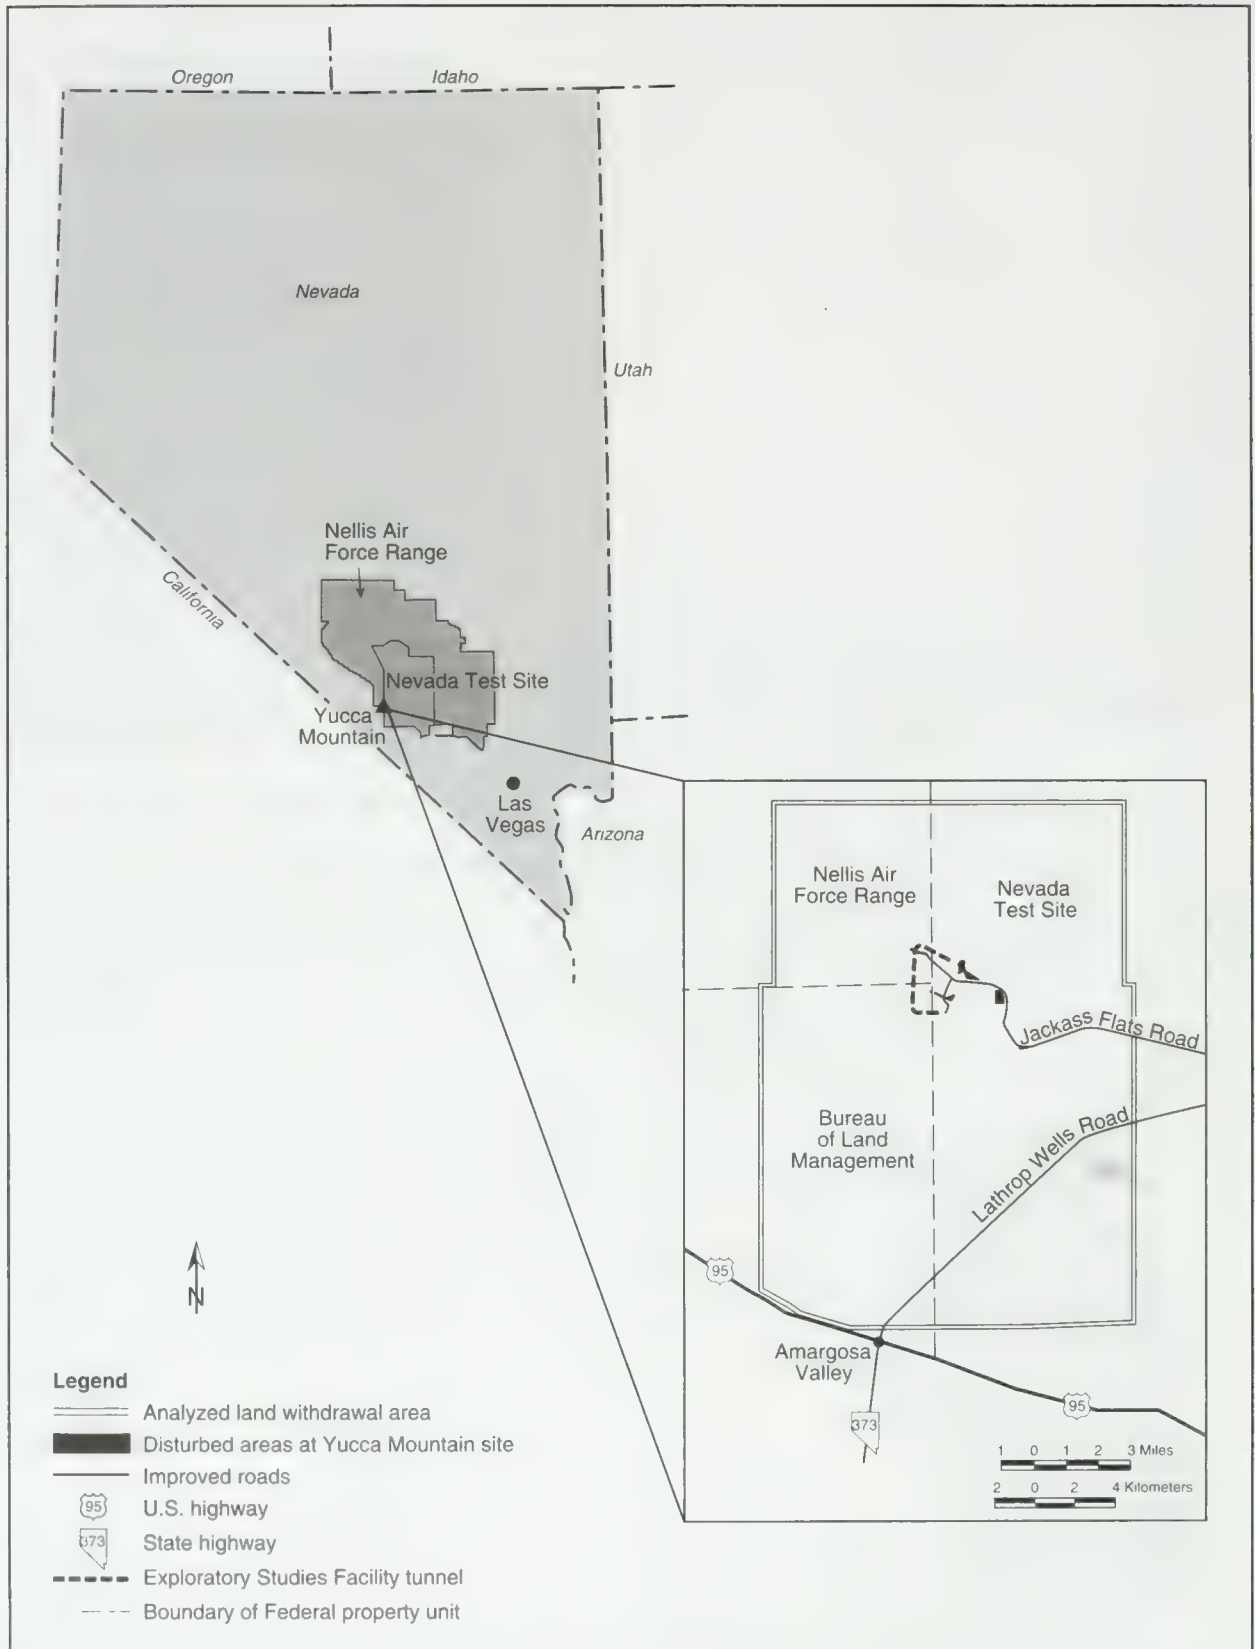 Oregon
Idaho
Nevada
Utah
Nellis Air
Force Range
California
Nevada Test Site
Yucca
Mountain
Las
Vegas
Arizona
Nellis Air
Force Range
Nevada
Test Site
Jackass Flats Road
Bureau
of Land
Management
Lathrop Wells Road
95
Amargosa
Valley
95
373
1 0 1 2 3 Miles
2 0 2 4 Kilometers
N
Legend
Analyzed land withdrawal area
Disturbed areas at Yucca Mountain site
Improved roads
95 U.S. highway
373 State highway
Exploratory Studies Facility tunnel
Boundary of Federal property unit